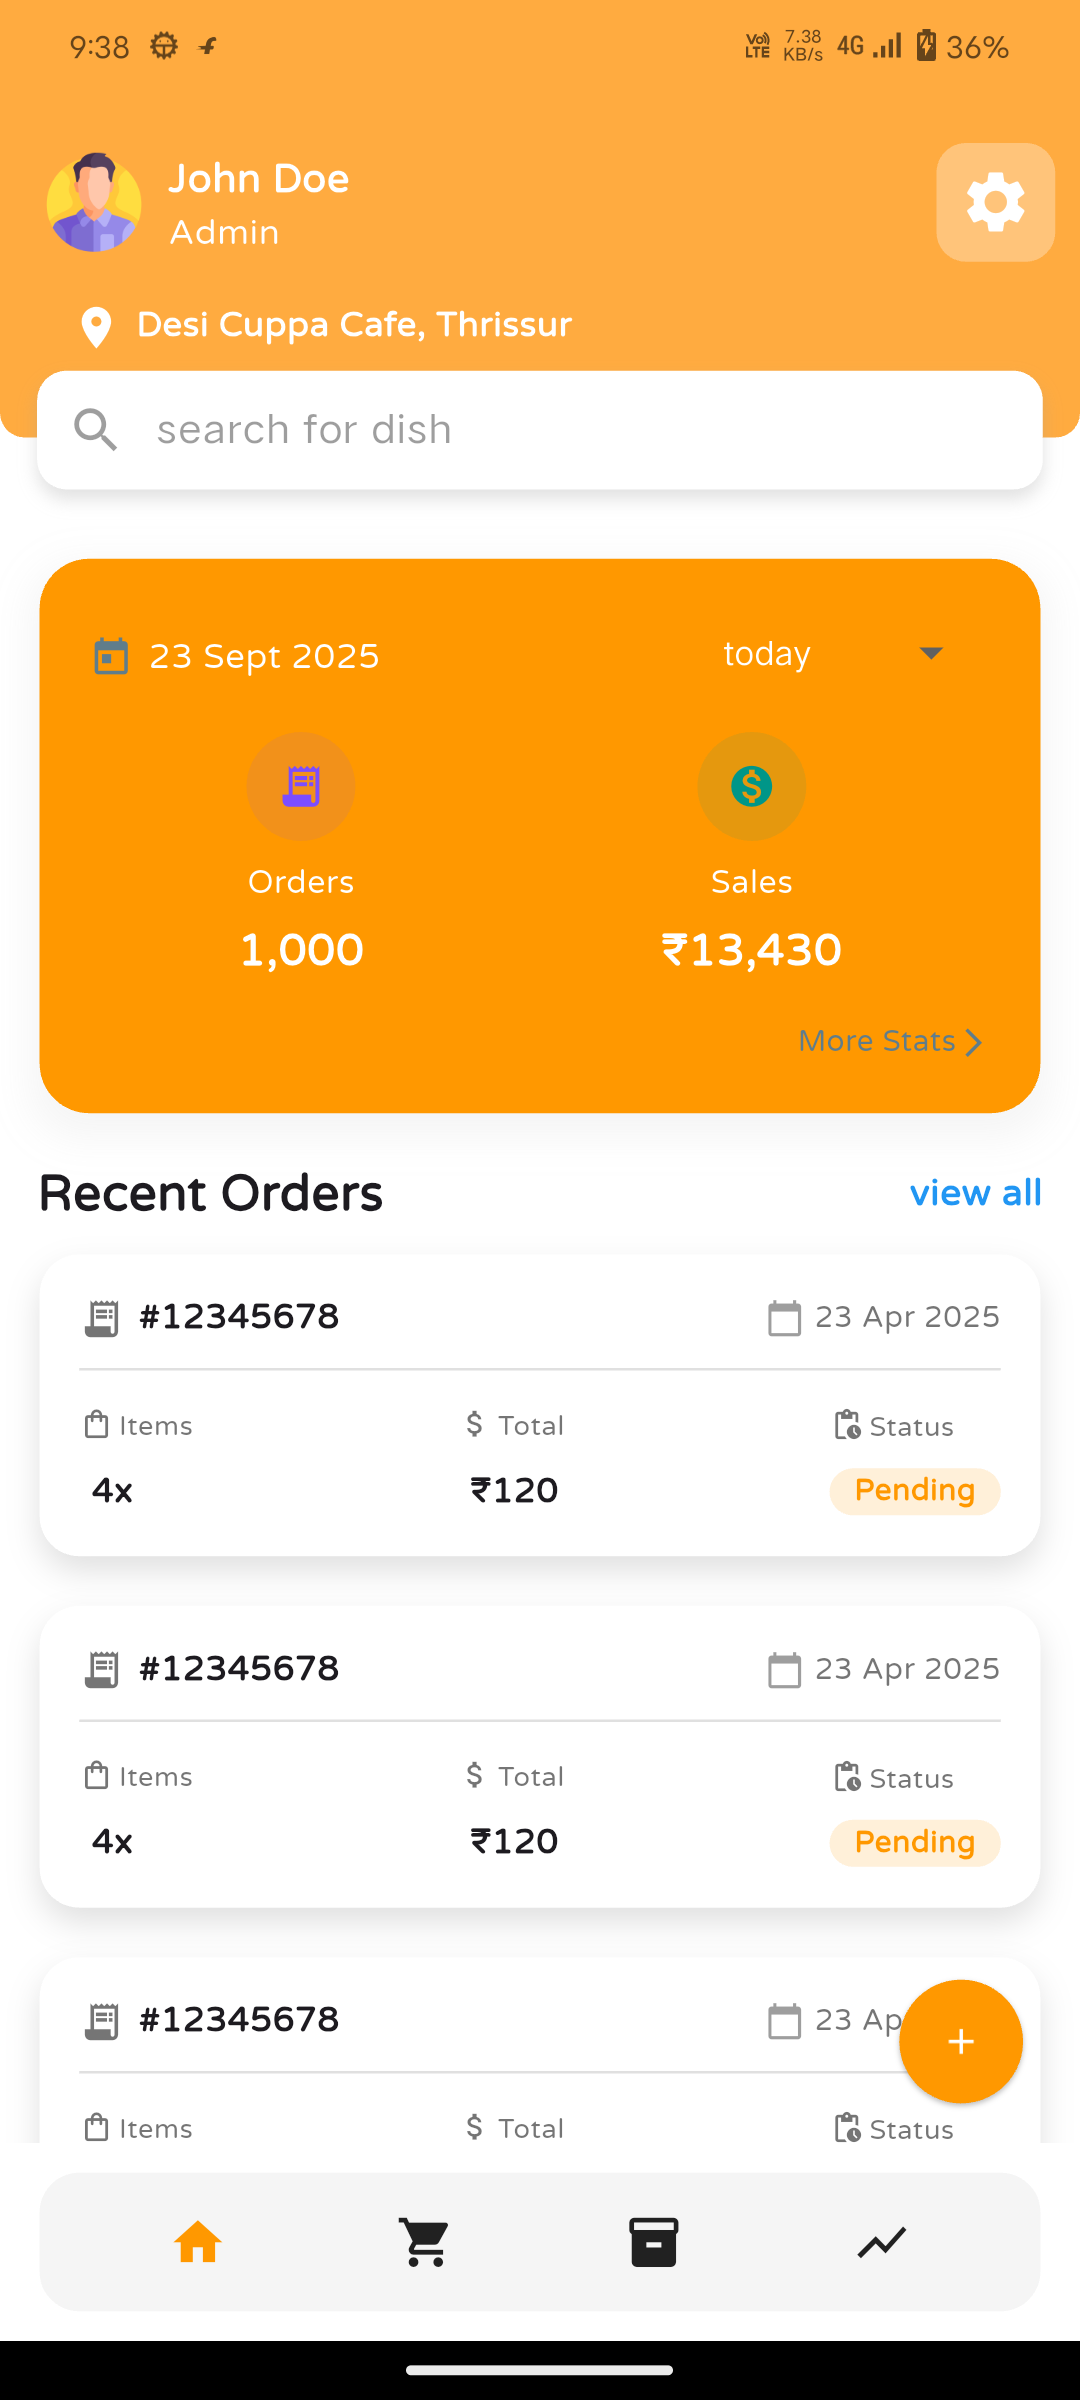 9:38
VoLTE 7.38 KB/s 4G 36%
John Doe
Admin
Desi Cuppa Cafe, Thrissur
search for dish
23 Sept 2025 today
Orders Sales
1,000 ₹13,430
More Stats
Recent Orders view all
#12345678 23 Apr 2025
Items $ Total Status
4x ₹120 Pending
#12345678 23 Apr 2025
Items $ Total Status
4x ₹120 Pending
#12345678 23 Ap
Items $ Total Status